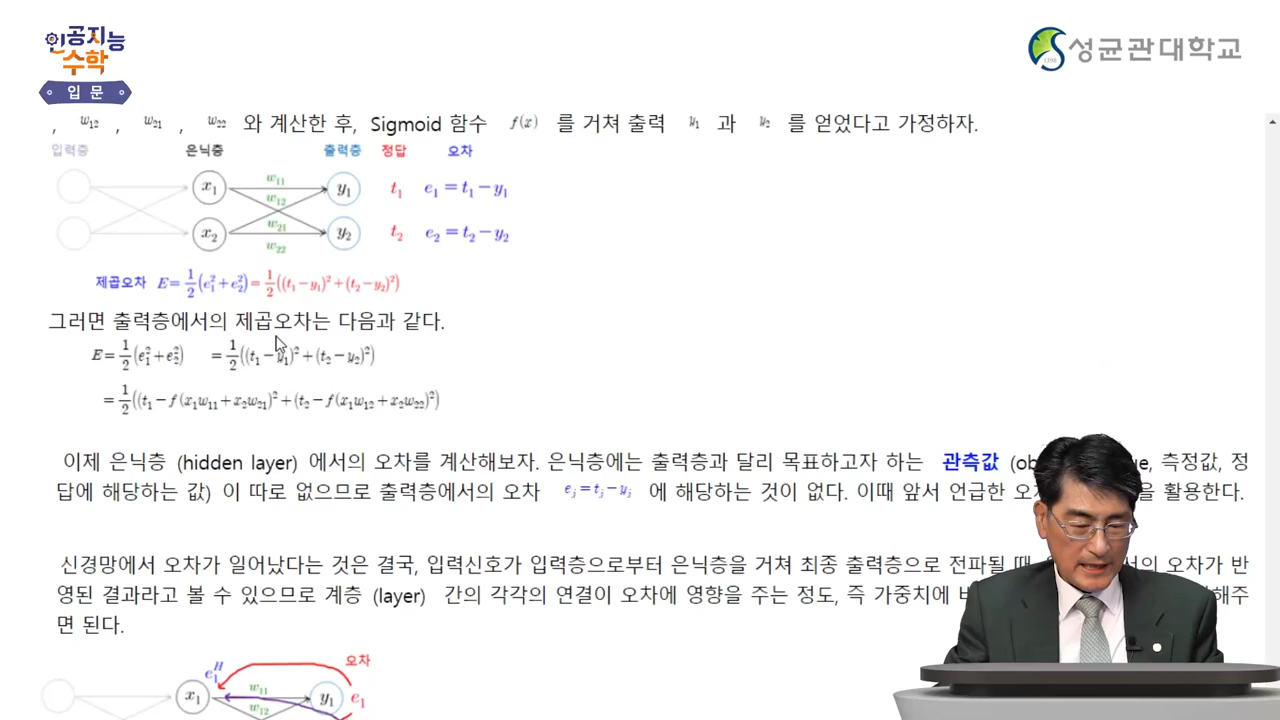 인공지능
수학
입문
성균관대학교
, w₁₂ , w₂₁ , w₂₂ 와 계산한 후, Sigmoid 함수 f(x) 를 거쳐 출력 y₁ 과 y₂ 를 얻었다고 가정하자.
입력층 은닉층 출력층 정답 오차
x₁ w₁₁ y₁ t₁ e₁ = t₁ − y₁
w₁₂
x₂ w₂₁ y₂ t₂ e₂ = t₂ − y₂
w₂₂
제곱오차 E = 1/2 (e₁² + e₂²) = 1/2 ((t₁ − y₁)² + (t₂ − y₂)²)
그러면 출력층에서의 제곱오차는 다음과 같다.
E = 1/2 (e₁² + e₂²) = 1/2 ((t₁ − y₁)² + (t₂ − y₂)²)
= 1/2 ((t₁ − f(x₁w₁₁ + x₂w₂₁)² + (t₂ − f(x₁w₁₂ + x₂w₂₂)²)
이제 은닉층 (hidden layer) 에서의 오차를 계산해보자. 은닉층에는 출력층과 달리 목표하고자 하는 관측값 측정값, 정
답에 해당하는 값) 이 따로 없으므로 출력층에서의 오차 eⱼ = tⱼ − yⱼ 에 해당하는 것이 없다. 이때 앞서 언급한 을 활용한다.
신경망에서 오차가 일어났다는 것은 결국, 입력신호가 입력층으로부터 은닉층을 거쳐 최종 출력층으로 전파될 때 오차가 반
영된 결과라고 볼 수 있으므로 계층 (layer) 간의 각각의 연결이 오차에 영향을 주는 정도, 즉 가중치에 해주
면 된다.
오차
e₁ᴴ
x₁ w₁₁ y₁ e₁
w₁₂